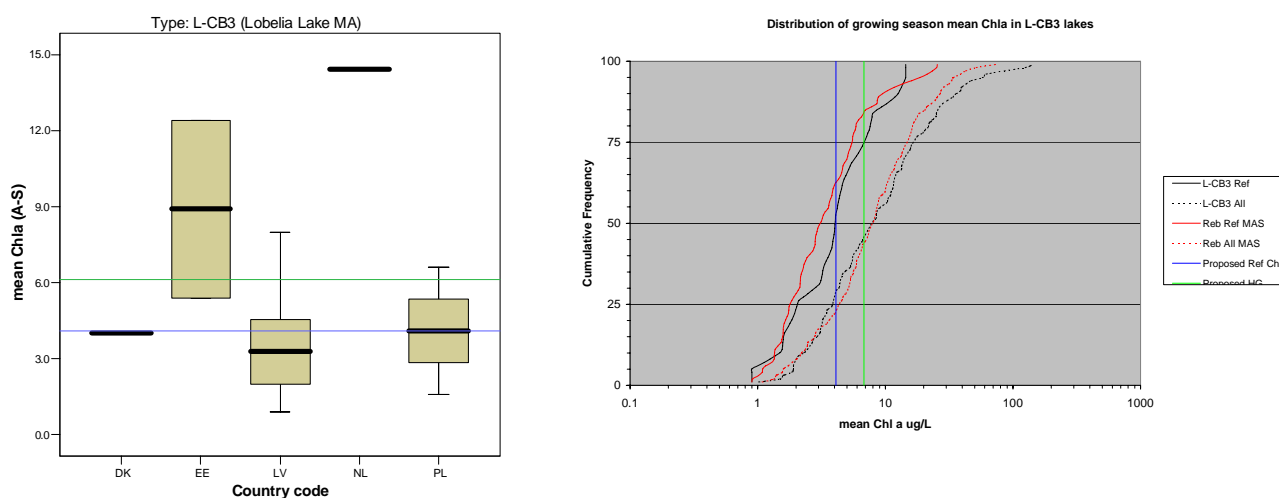 Type: L-CB3 (Lobelia Lake MA)
15.0
12.0
9.0
6.0
3.0
0.0
mean Chla (A-S)
DK EE LV NL PL
Country code
Distribution of growing season mean Chla in L-CB3 lakes
100
75
50
25
0
Cumulative Frequency
0.1 1 10 100 1000
mean Chl a ug/L
L-CB3 Ref
L-CB3 All
Reb Ref MAS
Reb All MAS
Proposed Ref Ch
Proposed HG